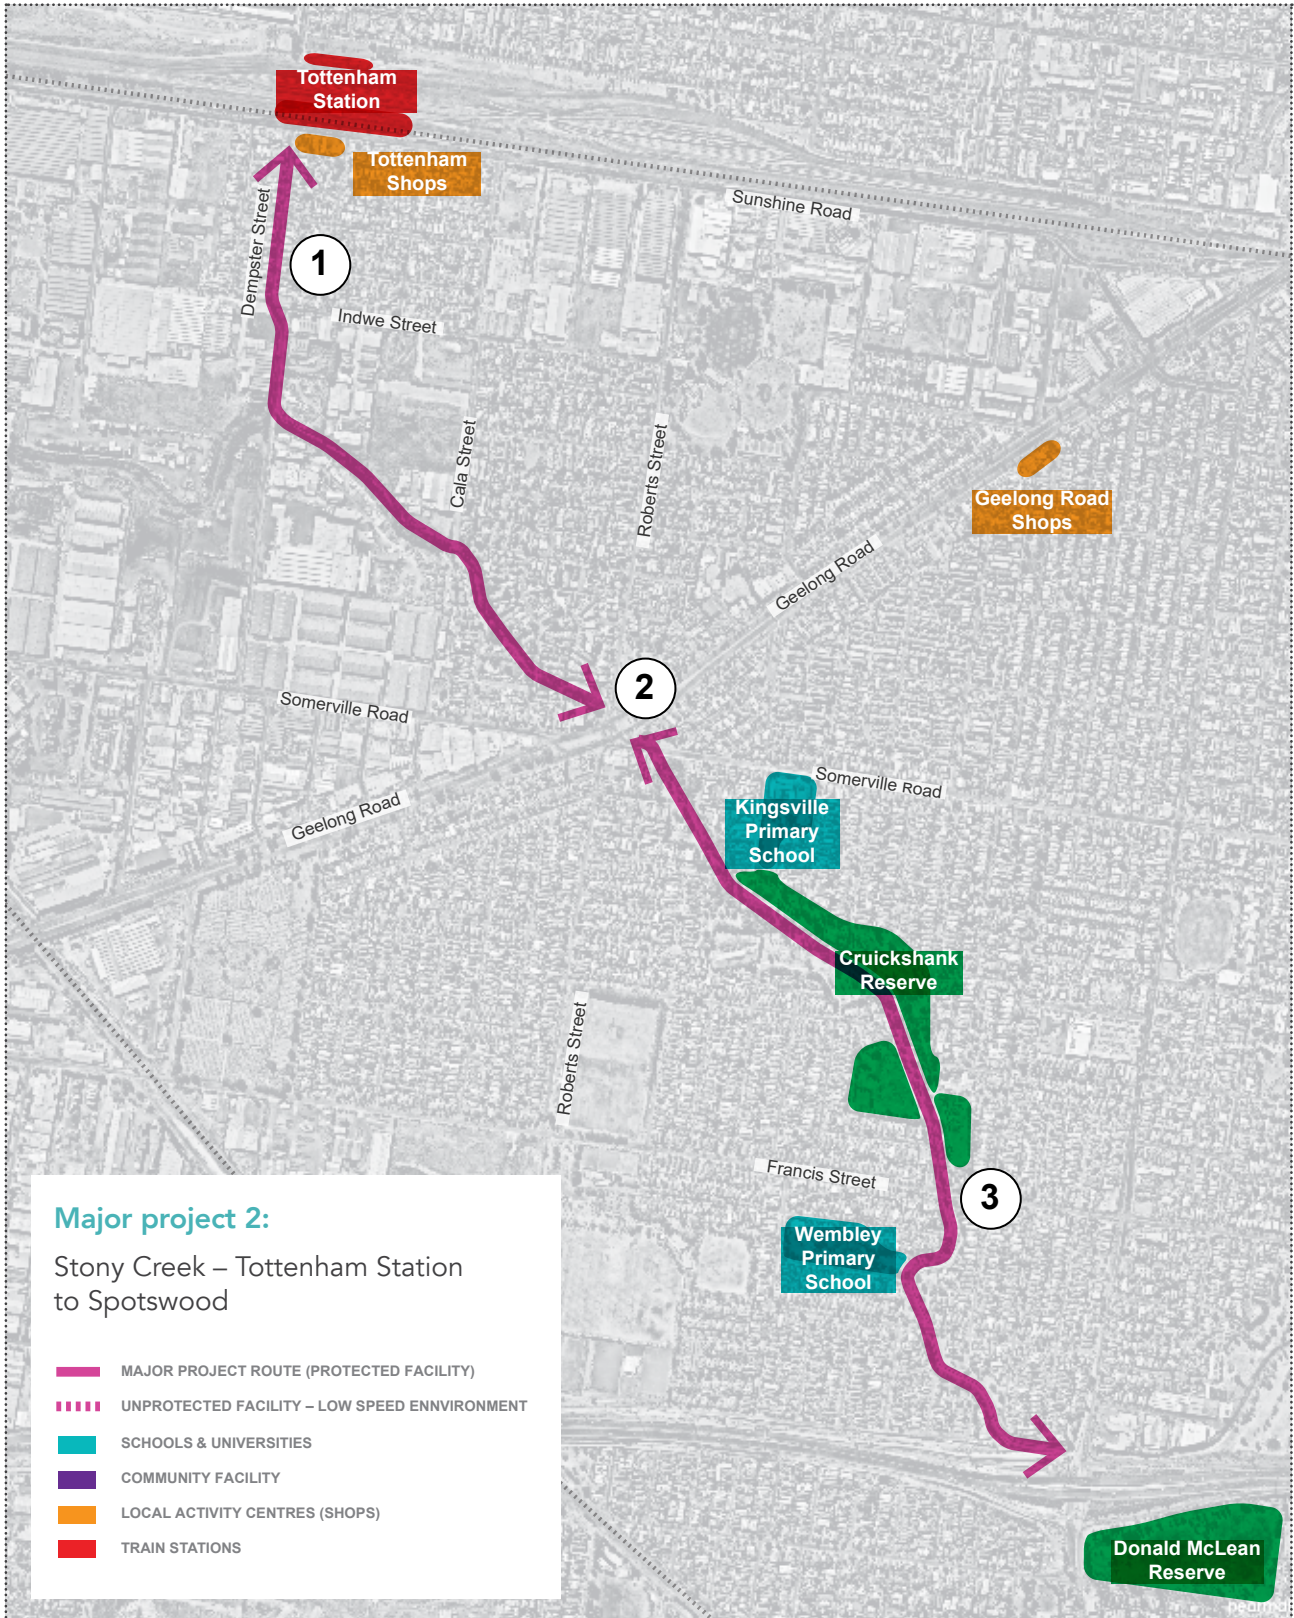 Tottenham
Station
Tottenham
Shops
Sunshine Road
Dempster Street
1
Indwe Street
Cala Street
Roberts Street
Geelong Road
Shops
Geelong Road
2
Somerville Road
Somerville Road
Geelong Road
Kingsville
Primary
School
Cruickshank
Reserve
Roberts Street
Francis Street
3
Wembley
Primary
School
Major project 2:
Stony Creek – Tottenham Station
to Spotswood
MAJOR PROJECT ROUTE (PROTECTED FACILITY)
UNPROTECTED FACILITY – LOW SPEED ENNVIRONMENT
SCHOOLS & UNIVERSITIES
COMMUNITY FACILITY
LOCAL ACTIVITY CENTRES (SHOPS)
TRAIN STATIONS
Donald McLean
Reserve